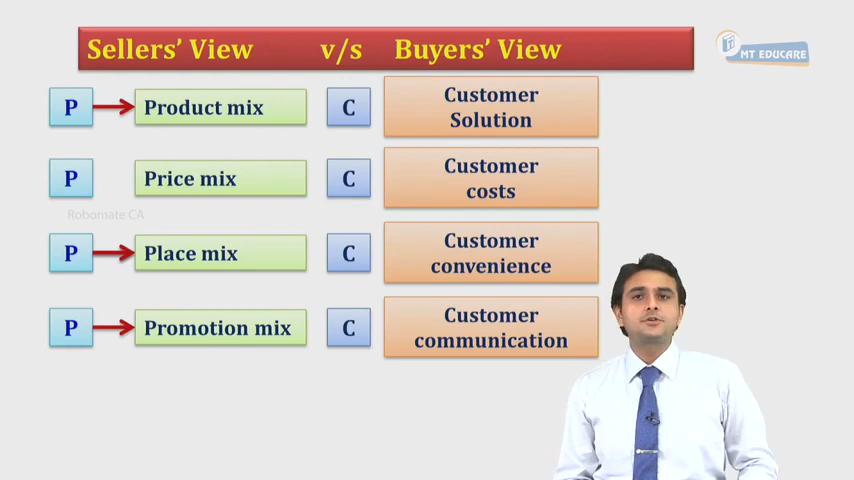 Sellers' View v/s Buyers' View
MT EDUCARE
P Product mix C Customer
Solution
P Price mix C Customer
costs
Robomate CA
P Place mix C Customer
convenience
P Promotion mix C Customer
communication